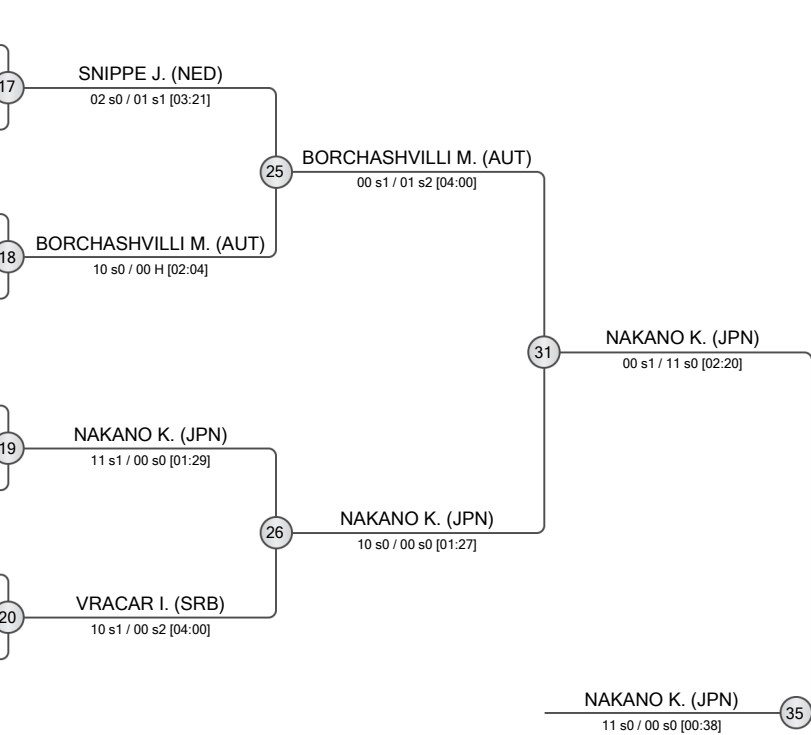 17
SNIPPE J. (NED)
02 s0 / 01 s1 [03:21]
25
BORCHASHVILLI M. (AUT)
00 s1 / 01 s2 [04:00]
18
BORCHASHVILLI M. (AUT)
10 s0 / 00 H [02:04]
31
NAKANO K. (JPN)
00 s1 / 11 s0 [02:20]
19
NAKANO K. (JPN)
11 s1 / 00 s0 [01:29]
26
NAKANO K. (JPN)
10 s0 / 00 s0 [01:27]
20
VRACAR I. (SRB)
10 s1 / 00 s2 [04:00]
NAKANO K. (JPN)
11 s0 / 00 s0 [00:38]
35